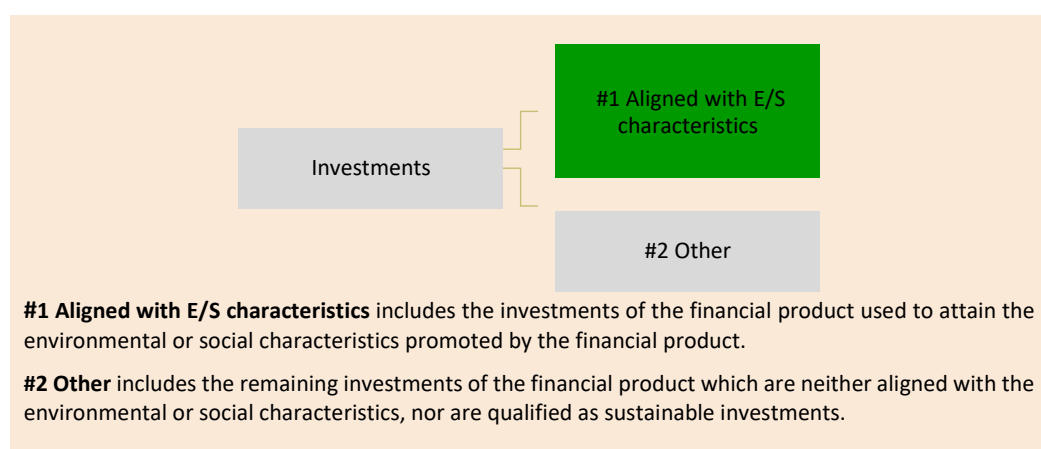 #1 Aligned with E/S
characteristics
Investments
#2 Other
#1 Aligned with E/S characteristics includes the investments of the financial product used to attain the
environmental or social characteristics promoted by the financial product.
#2 Other includes the remaining investments of the financial product which are neither aligned with the
environmental or social characteristics, nor are qualified as sustainable investments.